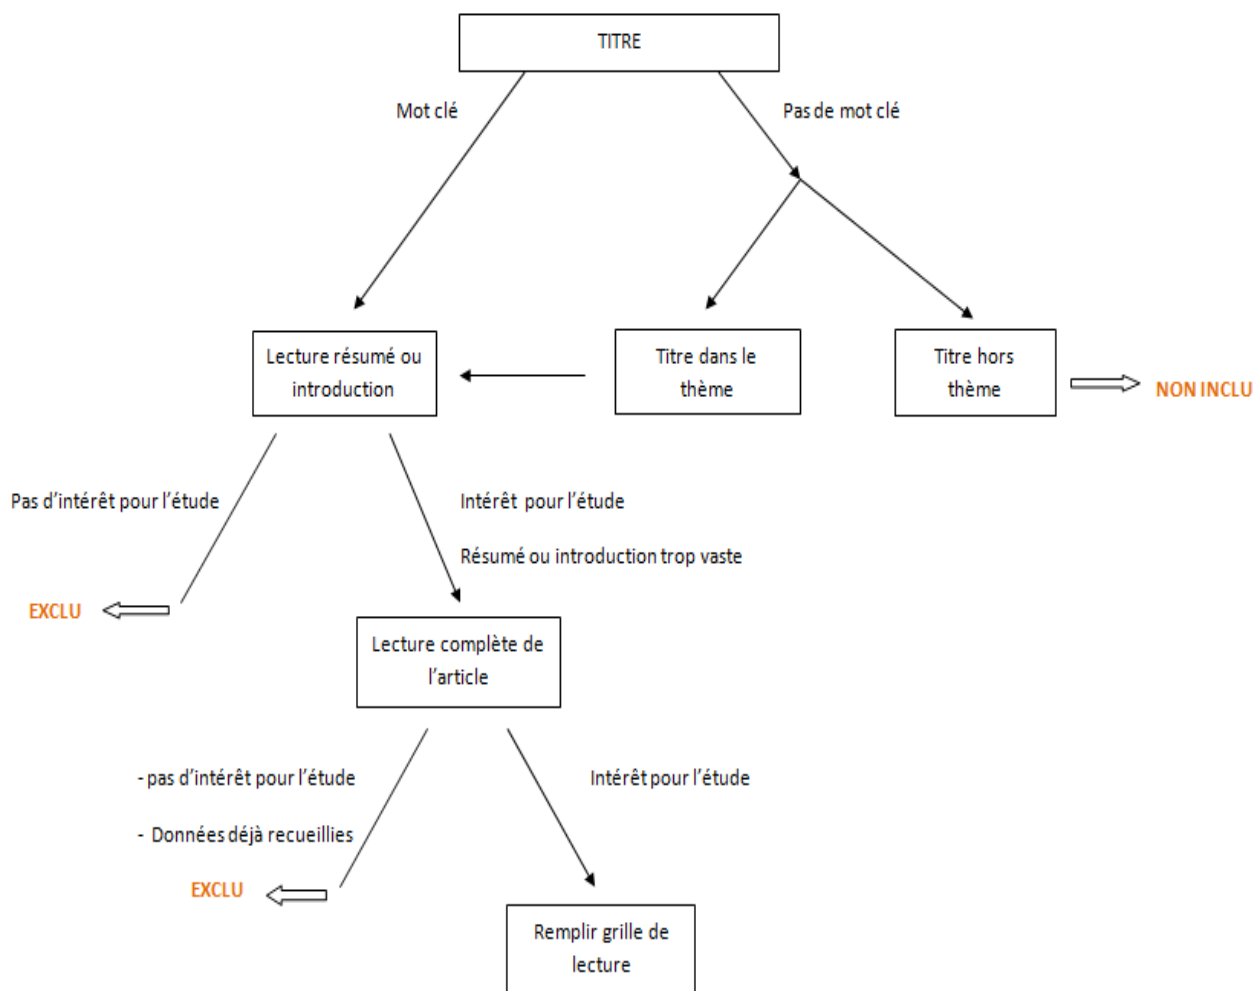 TITRE
Mot clé
Pas de mot clé
Lecture résumé ou
introduction
Titre dans le
thème
Titre hors
thème
NON INCLU
Pas d'intérêt pour l'étude
Intérêt pour l'étude
Résumé ou introduction trop vaste
EXCLU
Lecture complète de
l'article
- pas d'intérêt pour l'étude
- Données déjà recueillies
Intérêt pour l'étude
EXCLU
Remplir grille de
lecture